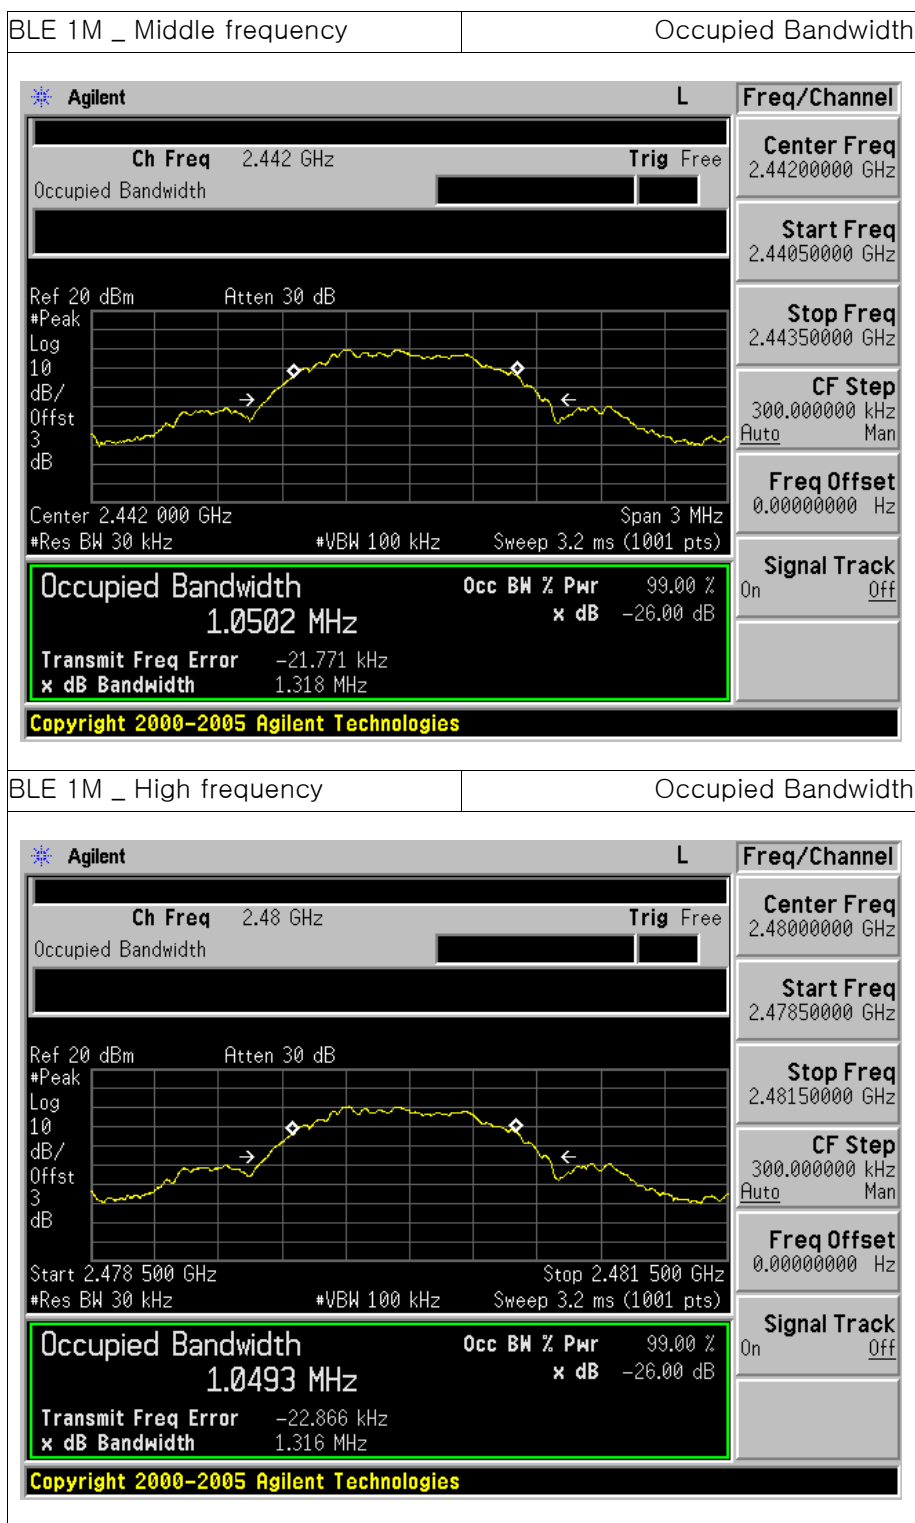 BLE 1M _ Middle frequency Occupied Bandwidth
Agilent L Freq/Channel
Ch Freq 2.442 GHz Trig Free
Occupied Bandwidth
Center Freq
2.44200000 GHz
Start Freq
2.44050000 GHz
Stop Freq
2.44350000 GHz
CF Step
300.000000 kHz
Auto Man
Freq Offset
0.00000000 Hz
Signal Track
On Off
Ref 20 dBm Atten 30 dB
#Peak
Log
10
dB/
Offst
3
dB
Center 2.442 000 GHz Span 3 MHz
#Res BW 30 kHz #VBW 100 kHz Sweep 3.2 ms (1001 pts)
Occupied Bandwidth Occ BW % Pwr 99.00 %
1.0502 MHz x dB -26.00 dB
Transmit Freq Error -21.771 kHz
x dB Bandwidth 1.318 MHz
Copyright 2000-2005 Agilent Technologies
BLE 1M _ High frequency Occupied Bandwidth
Agilent L Freq/Channel
Ch Freq 2.48 GHz Trig Free
Occupied Bandwidth
Center Freq
2.48000000 GHz
Start Freq
2.47850000 GHz
Stop Freq
2.48150000 GHz
CF Step
300.000000 kHz
Auto Man
Freq Offset
0.00000000 Hz
Signal Track
On Off
Ref 20 dBm Atten 30 dB
#Peak
Log
10
dB/
Offst
3
dB
Start 2.478 500 GHz Stop 2.481 500 GHz
#Res BW 30 kHz #VBW 100 kHz Sweep 3.2 ms (1001 pts)
Occupied Bandwidth Occ BW % Pwr 99.00 %
1.0493 MHz x dB -26.00 dB
Transmit Freq Error -22.866 kHz
x dB Bandwidth 1.316 MHz
Copyright 2000-2005 Agilent Technologies